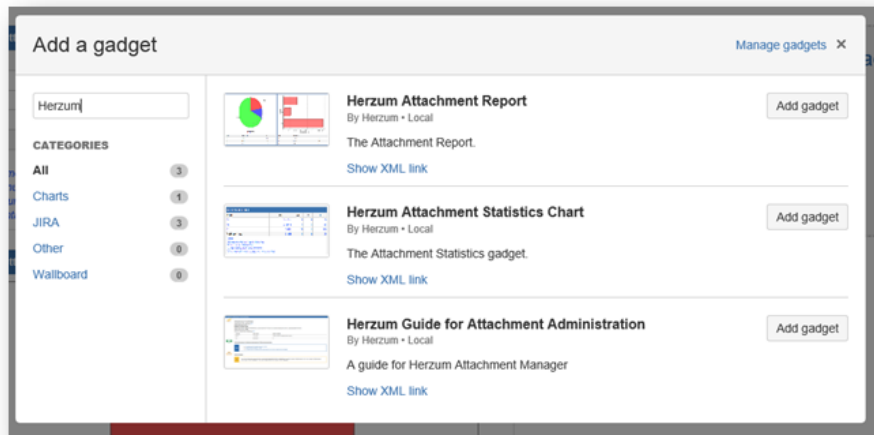 Add a gadget
Manage gadgets ×
Herzum
CATEGORIES
All 3
Charts 1
JIRA 3
Other 0
Wallboard 0
Herzum Attachment Report
By Herzum • Local
The Attachment Report.
Show XML link
Add gadget
Herzum Attachment Statistics Chart
By Herzum • Local
The Attachment Statistics gadget.
Show XML link
Add gadget
Herzum Guide for Attachment Administration
By Herzum • Local
A guide for Herzum Attachment Manager
Show XML link
Add gadget